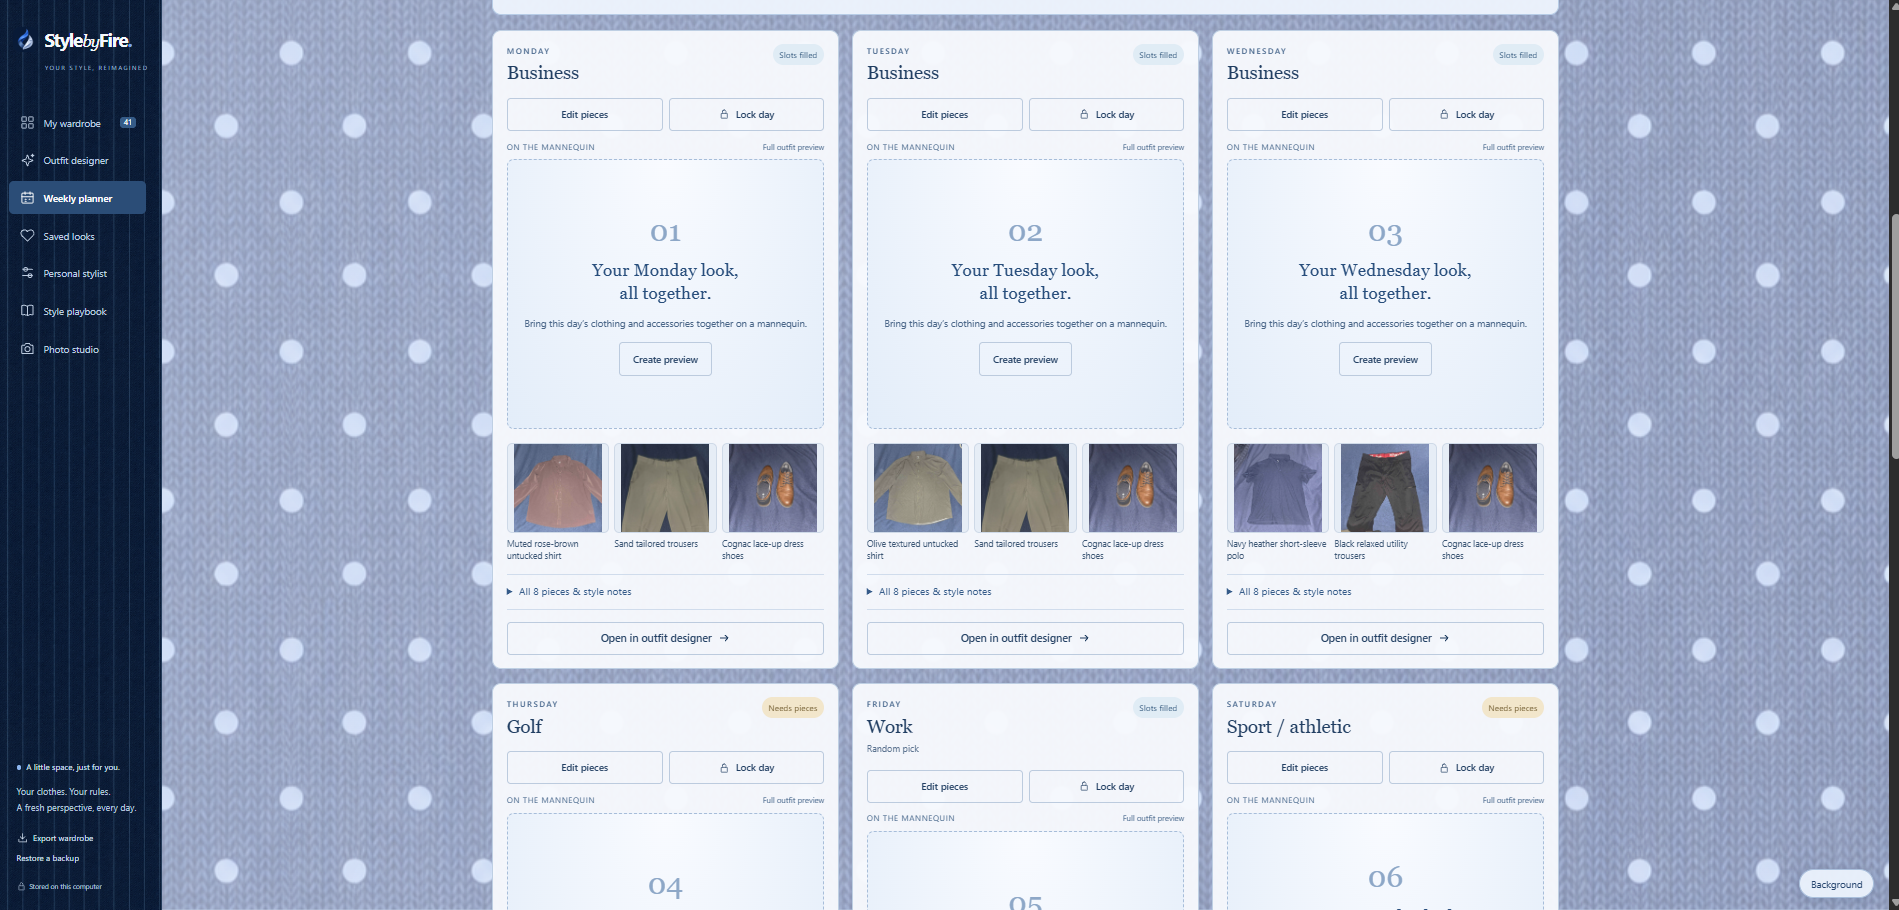 StylebyFire.
YOUR STYLE, REIMAGINED
My wardrobe 41
Outfit designer
Weekly planner
Saved looks
Personal stylist
Style playbook
Photo studio
A little space, just for you.
Your clothes. Your rules.
A fresh perspective, every day.
Export wardrobe
Restore a backup
Stored on this computer
MONDAY
Slots filled
Business
Edit pieces
Lock day
ON THE MANNEQUIN
Full outfit preview
01
Your Monday look,
all together.
Bring this day's clothing and accessories together on a mannequin.
Create preview
Muted rose-brown
untucked shirt
Sand tailored trousers
Cognac lace-up dress
shoes
All 8 pieces & style notes
Open in outfit designer →
TUESDAY
Slots filled
Business
Edit pieces
Lock day
ON THE MANNEQUIN
Full outfit preview
02
Your Tuesday look,
all together.
Bring this day's clothing and accessories together on a mannequin.
Create preview
Olive textured untucked
shirt
Sand tailored trousers
Cognac lace-up dress
shoes
All 8 pieces & style notes
Open in outfit designer →
WEDNESDAY
Slots filled
Business
Edit pieces
Lock day
ON THE MANNEQUIN
Full outfit preview
03
Your Wednesday look,
all together.
Bring this day's clothing and accessories together on a mannequin.
Create preview
Navy heather short-sleeve
polo
Black relaxed utility
trousers
Cognac lace-up dress
shoes
All 8 pieces & style notes
Open in outfit designer →
THURSDAY
Needs pieces
Golf
Edit pieces
Lock day
ON THE MANNEQUIN
Full outfit preview
04
FRIDAY
Slots filled
Work
Random pick
Edit pieces
Lock day
ON THE MANNEQUIN
Full outfit preview
05
SATURDAY
Needs pieces
Sport / athletic
Edit pieces
Lock day
ON THE MANNEQUIN
Full outfit preview
06
Background